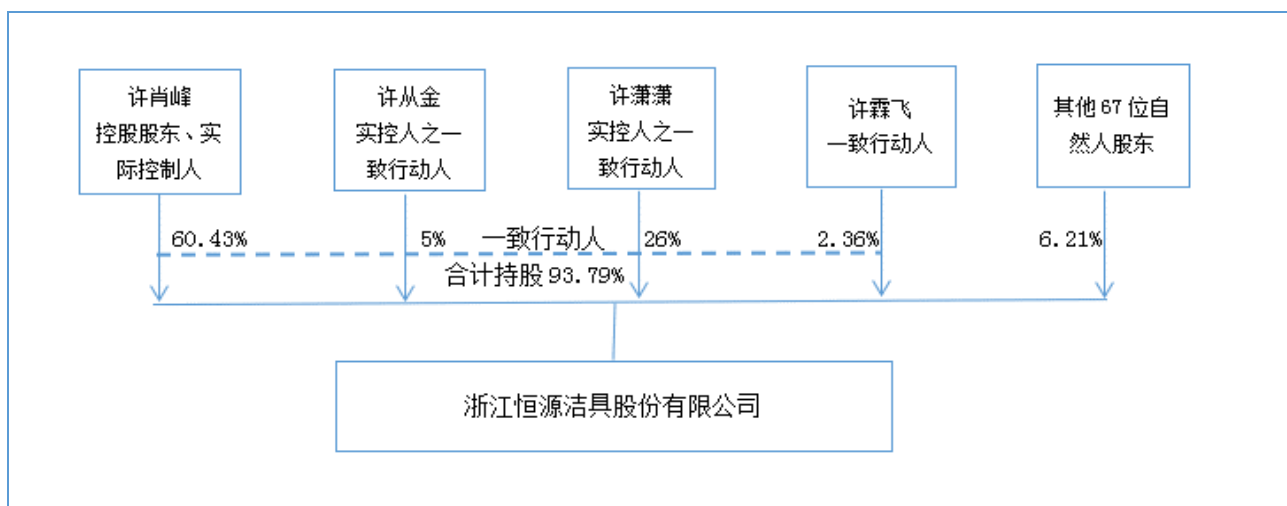 许肖峰
控股股东、实
际控制人
许从金
实控人之一
致行动人
许潇潇
实控人之一
致行动人
许霖飞
一致行动人
其他67位自
然人股东
60.43%
5%
一致行动人
26%
2.36%
6.21%
合计持股93.79%
浙江恒源洁具股份有限公司